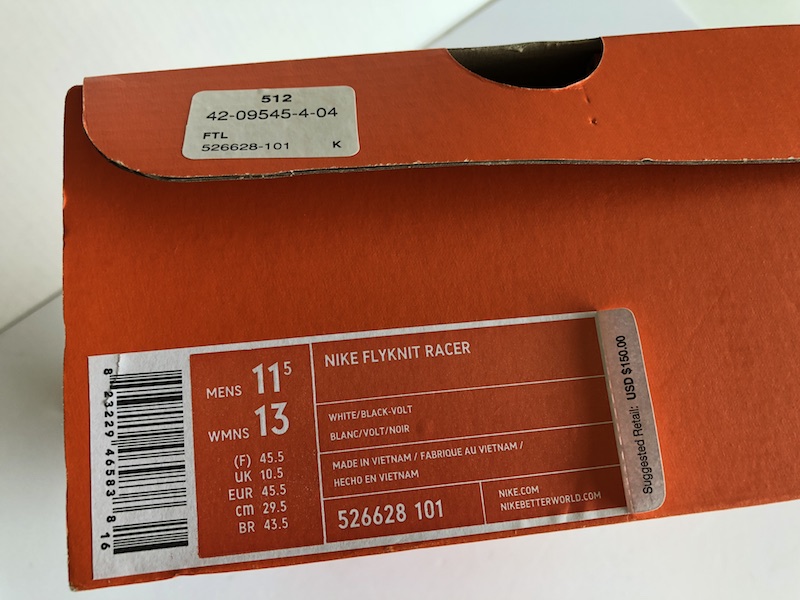 512
42-09545-4-04
FTL
526628-101 K
8 23229 46583 8 16
MENS 11⁵
WMNS 13
(F) 45.5
UK 10.5
EUR 45.5
cm 29.5
BR 43.5
NIKE FLYKNIT RACER
WHITE/BLACK-VOLT
BLANC/VOLT/NOIR
MADE IN VIETNAM / FABRIQUE AU VIETNAM /
HECHO EN VIETNAM
526628 101
NIKE.COM
NIKEBETTERWORLD.COM
Suggested Retail: USD $150.00